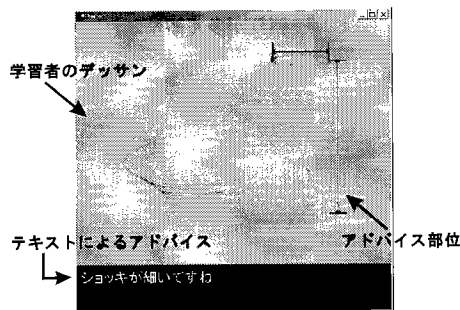 学習者のデッサン
テキストによるアドバイス
アドバイス部位
ジョッキが細いですね